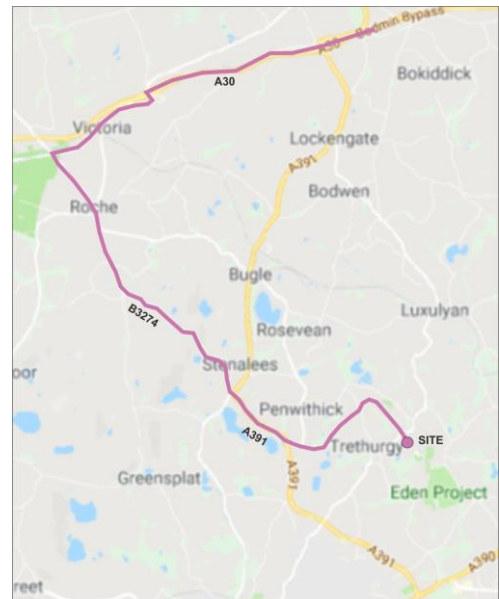 Bodmin Bypass
A30
A30
Bokiddick
Victoria
Lockengate
A391
Bodwen
Roche
Bugle
Luxulyan
B3274
Rosevean
oor
Stenalees
Penwithick
A391
SITE
Trethurgy
Greensplat
A391
Eden Project
A391
A390
reet